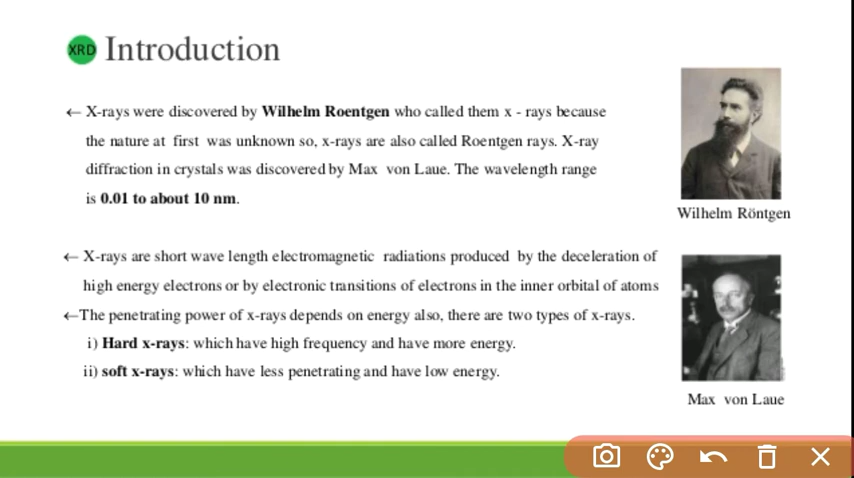 XRD Introduction
← X-rays were discovered by Wilhelm Roentgen who called them x - rays because
the nature at first was unknown so, x-rays are also called Roentgen rays. X-ray
diffraction in crystals was discovered by Max von Laue. The wavelength range
is 0.01 to about 10 nm.
Wilhelm Röntgen
← X-rays are short wave length electromagnetic radiations produced by the deceleration of
high energy electrons or by electronic transitions of electrons in the inner orbital of atoms
←The penetrating power of x-rays depends on energy also, there are two types of x-rays.
i) Hard x-rays: which have high frequency and have more energy.
ii) soft x-rays: which have less penetrating and have low energy.
Max von Laue